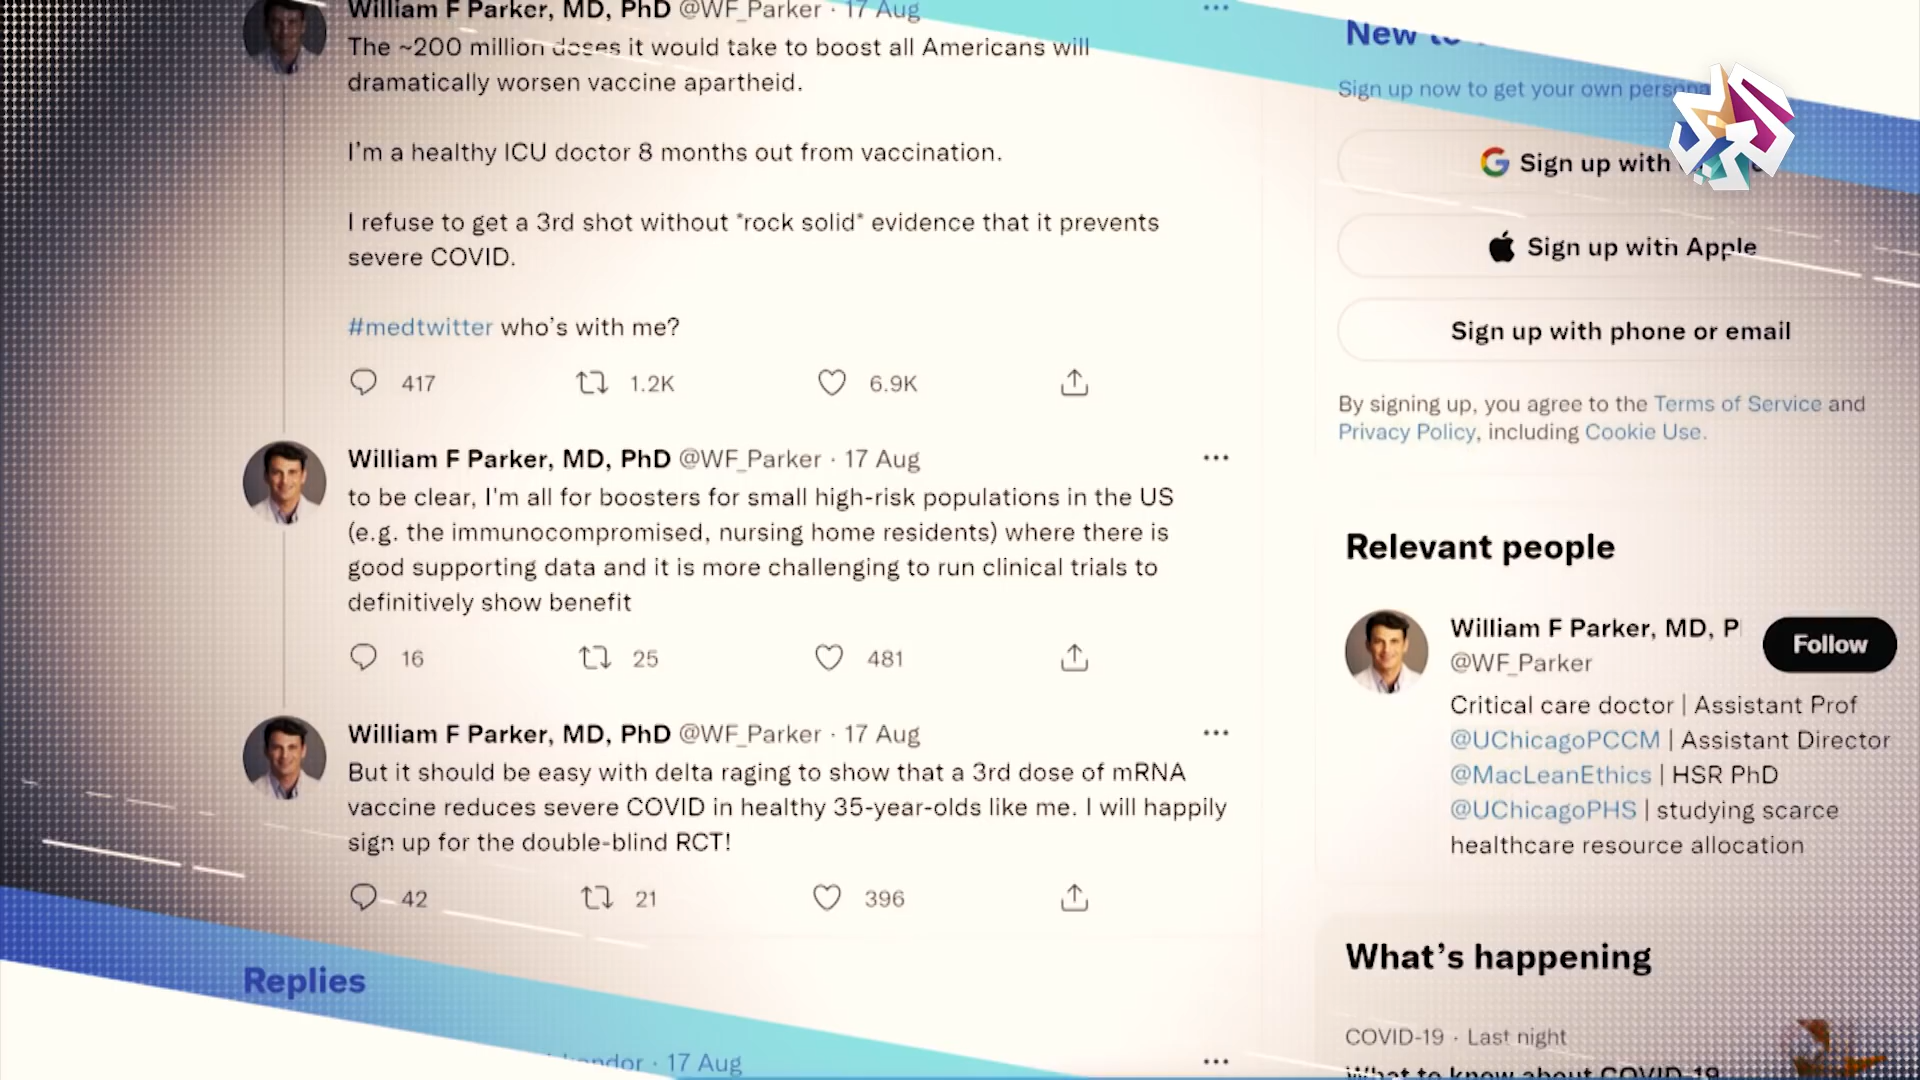 William F Parker, MD, PhD @WF_Parker · 17 Aug
The ~200 million doses it would take to boost all Americans will
dramatically worsen vaccine apartheid.
I'm a healthy ICU doctor 8 months out from vaccination.
I refuse to get a 3rd shot without *rock solid* evidence that it prevents
severe COVID.
#medtwitter who's with me?
417 1.2K 6.9K
William F Parker, MD, PhD @WF_Parker · 17 Aug
to be clear, I'm all for boosters for small high-risk populations in the US
(e.g. the immunocompromised, nursing home residents) where there is
good supporting data and it is more challenging to run clinical trials to
definitively show benefit
16 25 481
William F Parker, MD, PhD @WF_Parker · 17 Aug
But it should be easy with delta raging to show that a 3rd dose of mRNA
vaccine reduces severe COVID in healthy 35-year-olds like me. I will happily
sign up for the double-blind RCT!
42 21 396
Replies
17 Aug
New to
Sign up now to get your own
Sign up with
Sign up with Apple
Sign up with phone or email
By signing up, you agree to the Terms of Service and
Privacy Policy, including Cookie Use.
Relevant people
William F Parker, MD, P
Follow
@WF_Parker
Critical care doctor | Assistant Prof
@UChicagoPCCM | Assistant Director
@MacLeanEthics | HSR PhD
@UChicagoPHS | studying scarce
healthcare resource allocation
What's happening
COVID-19 · Last night
What to know about COVID-19